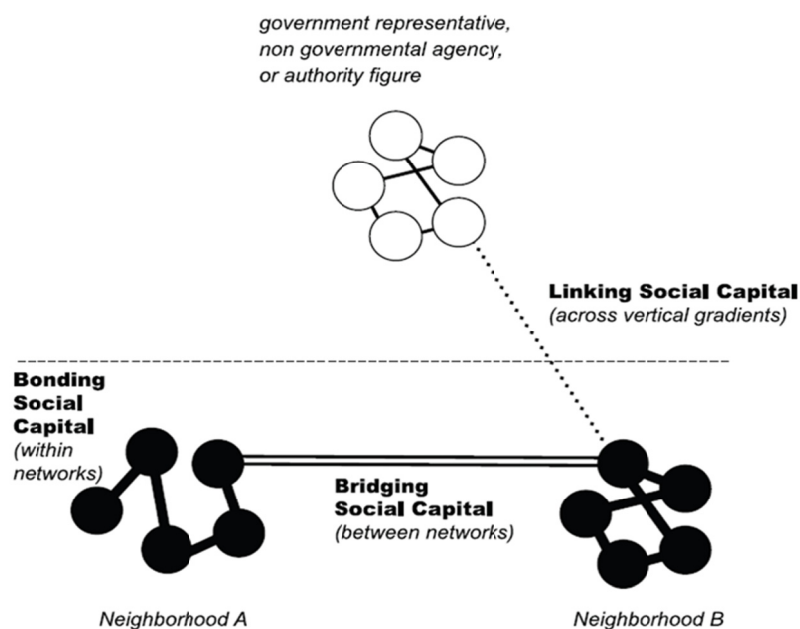 government representative,
non governmental agency,
or authority figure
Linking Social Capital
(across vertical gradients)
Bonding
Social
Capital
(within
networks)
Bridging
Social Capital
(between networks)
Neighborhood A
Neighborhood B